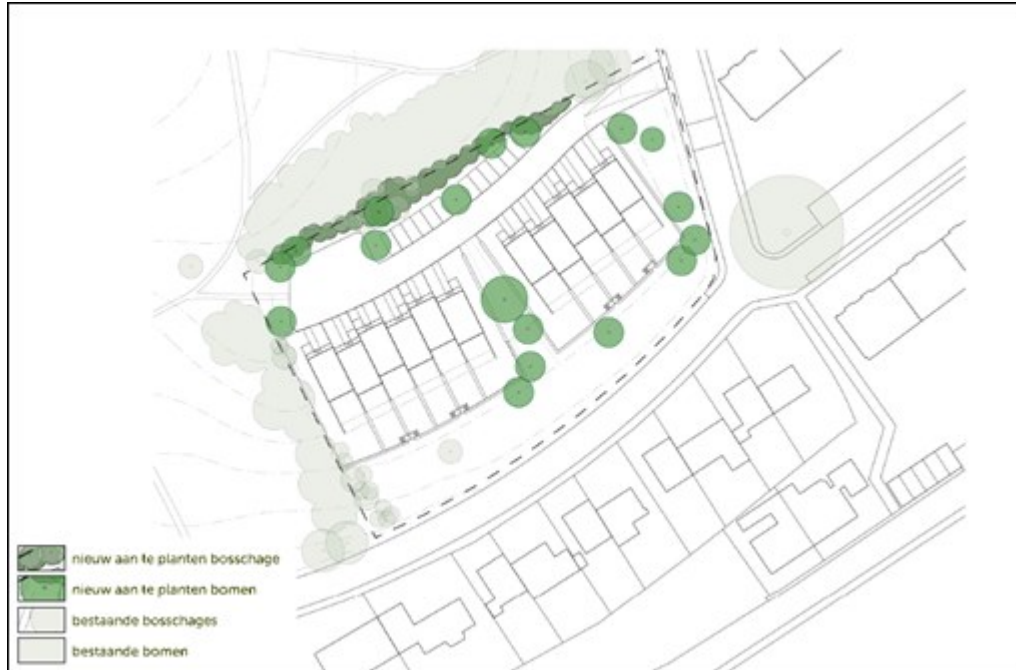 nieuw aan te planten bosschage
nieuw aan te planten bomen
bestaande bosschages
bestaande bomen